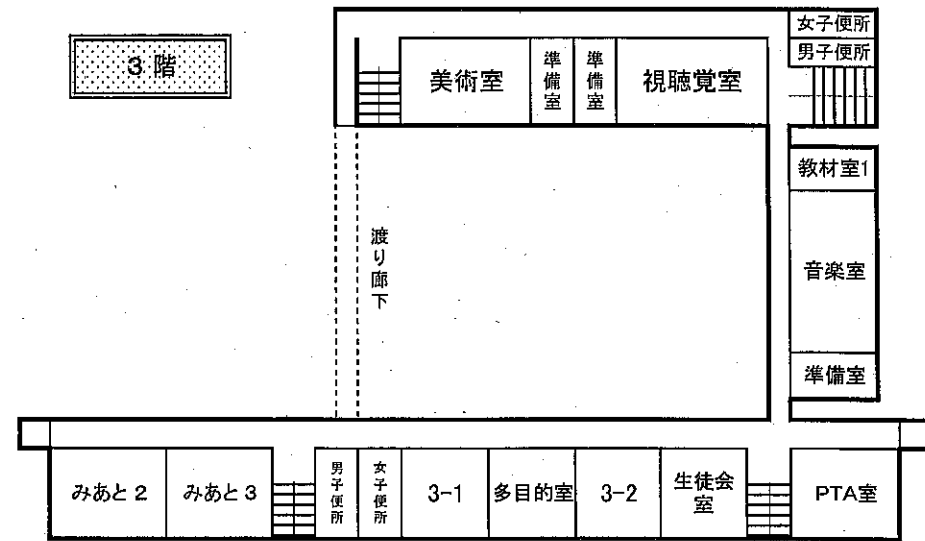 3階
女子便所
男子便所
美術室
準備室
準備室
視聴覚室
教材室1
渡り廊下
音楽室
準備室
みあと2
みあと3
男子便所
女子便所
3-1
多目的室
3-2
生徒会
室
PTA室